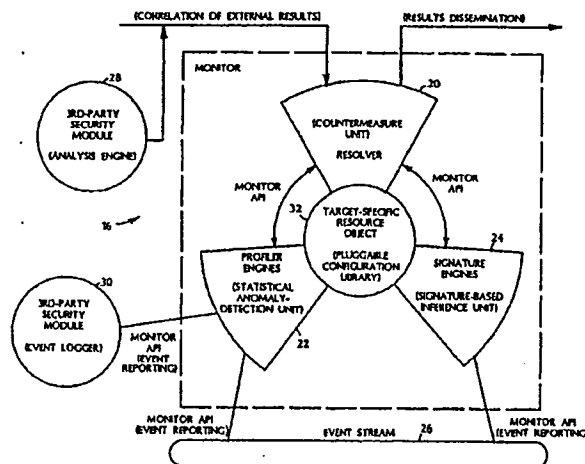 (CORRELATION OF EXTERNAL RESULTS)
(RESULTS DISSEMINATION)
MONITOR
28
3RD-PARTY
SECURITY
MODULE
(ANALYSIS ENGINE)
20
(COUNTERMEASURE
UNIT)
RESOLVER
MONITOR
API
MONITOR
API
16
32
TARGET-SPECIFIC
RESOURCE
OBJECT
(PLUGGABLE
CONFIGURATION
LIBRARY)
24
PROFILER
ENGINES
(STATISTICAL
ANOMALY-
DETECTION UNIT)
22
SIGNATURE
ENGINES
(SIGNATURE-BASED
INFERENCE UNIT)
30
3RD-PARTY
SECURITY
MODULE
(EVENT LOGGER)
MONITOR
API
(EVENT
REPORTING)
MONITOR API
(EVENT REPORTING)
MONITOR API
(EVENT REPORTING)
EVENT STREAM
26